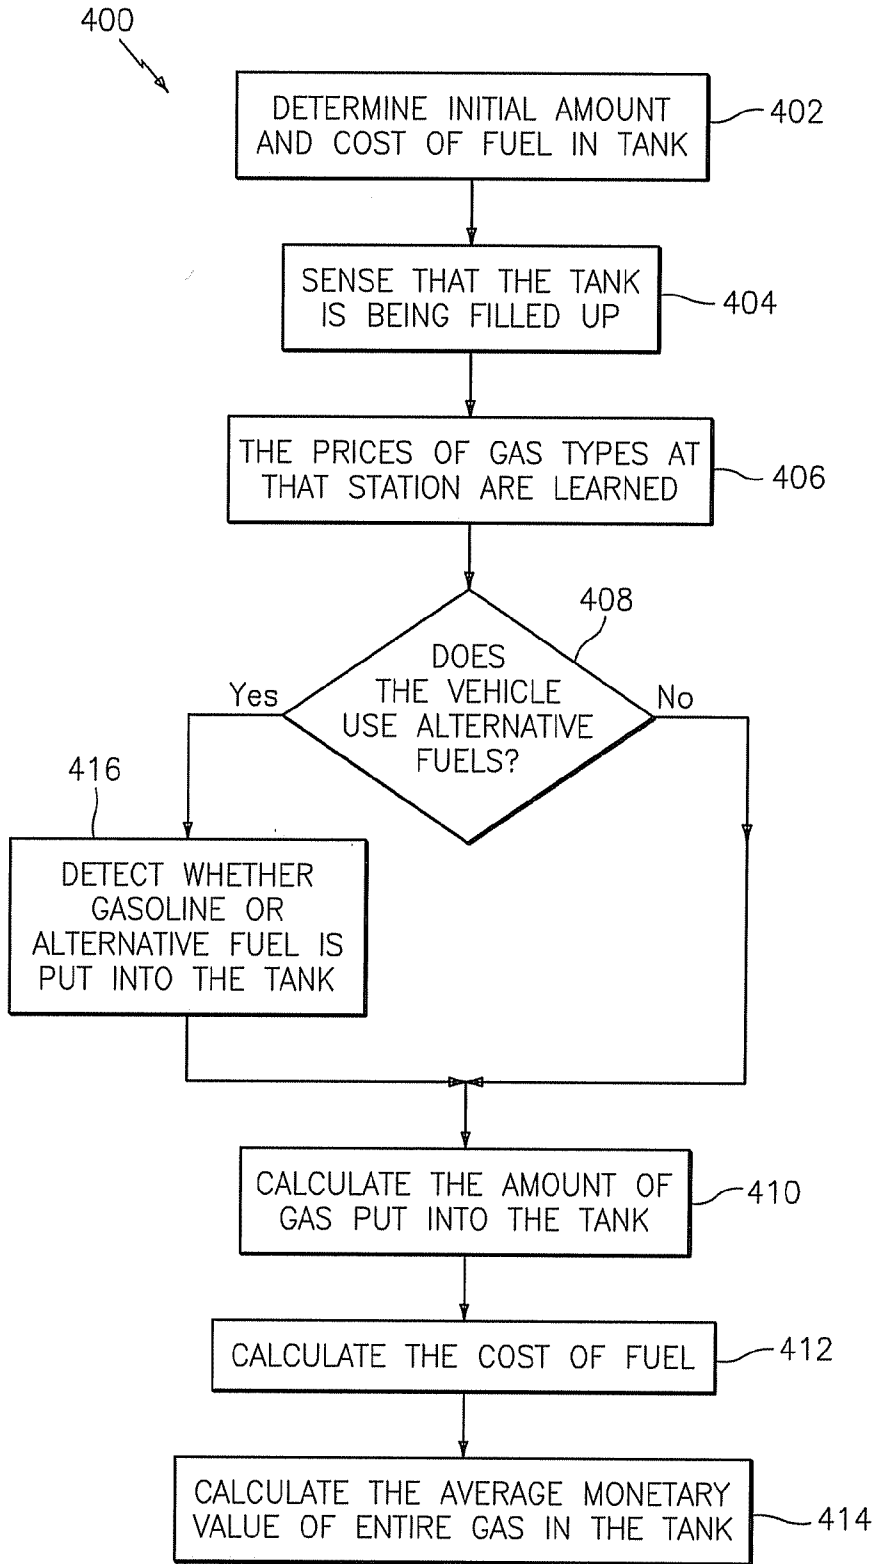 400
DETERMINE INITIAL AMOUNT
AND COST OF FUEL IN TANK
402
SENSE THAT THE TANK
IS BEING FILLED UP
404
THE PRICES OF GAS TYPES AT
THAT STATION ARE LEARNED
406
408
DOES
THE VEHICLE
USE ALTERNATIVE
FUELS?
Yes
No
416
DETECT WHETHER
GASOLINE OR
ALTERNATIVE FUEL IS
PUT INTO THE TANK
CALCULATE THE AMOUNT OF
GAS PUT INTO THE TANK
410
CALCULATE THE COST OF FUEL
412
CALCULATE THE AVERAGE MONETARY
VALUE OF ENTIRE GAS IN THE TANK
414